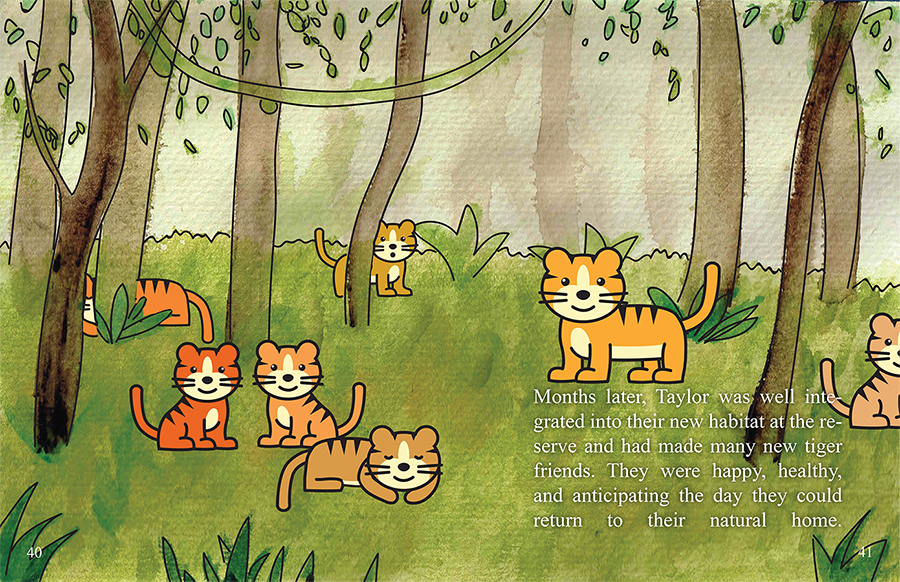 Months later, Taylor was well inte-
grated into their new habitat at the re-
serve and had made many new tiger
friends. They were happy, healthy,
and anticipating the day they could
return to their natural home.
40
41